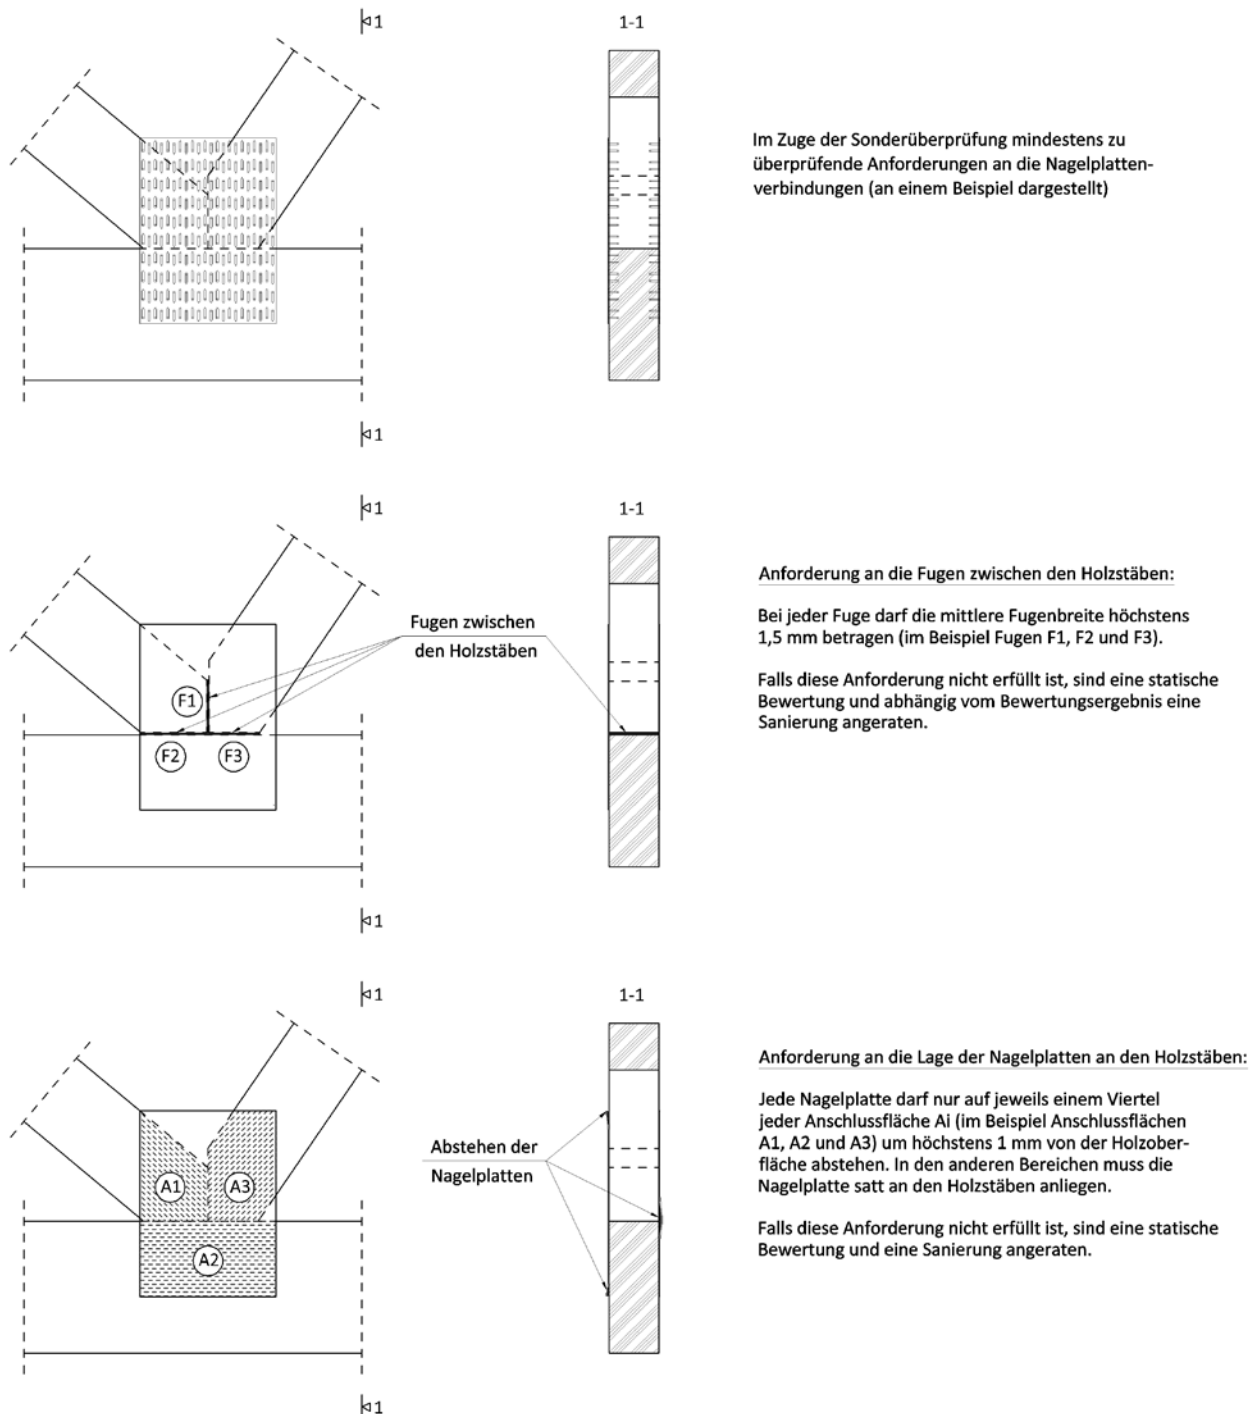 1
1-1
Im Zuge der Sonderüberprüfung mindestens zu
überprüfende Anforderungen an die Nagelplatten-
verbindungen (an einem Beispiel dargestellt)
1
1
1-1
Anforderung an die Fugen zwischen den Holzstäben:
Bei jeder Fuge darf die mittlere Fugenbreite höchstens
1,5 mm betragen (im Beispiel Fugen F1, F2 und F3).
Falls diese Anforderung nicht erfüllt ist, sind eine statische
Bewertung und abhängig vom Bewertungsergebnis eine
Sanierung angeraten.
Fugen zwischen
den Holzstäben
F1
F2
F3
1
1
1-1
Anforderung an die Lage der Nagelplatten an den Holzstäben:
Jede Nagelplatte darf nur auf jeweils einem Viertel
jeder Anschlussfläche Ai (im Beispiel Anschlussflächen
A1, A2 und A3) um höchstens 1 mm von der Holzober-
fläche abstehen. In den anderen Bereichen muss die
Nagelplatte satt an den Holzstäben anliegen.
Falls diese Anforderung nicht erfüllt ist, sind eine statische
Bewertung und eine Sanierung angeraten.
Abstehen der
Nagelplatten
A1
A3
A2
1